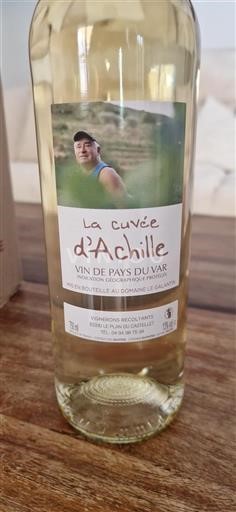 La cuvée
d'Achille
VIN DE PAYS DU VAR
INDICATION GÉOGRAPHIQUE PROTÉGÉE
MIS EN BOUTEILLE AU DOMAINE LE GALANTIN
VIGNERONS RÉCOLTANTS
83330 LE PLAN DU CASTELLET